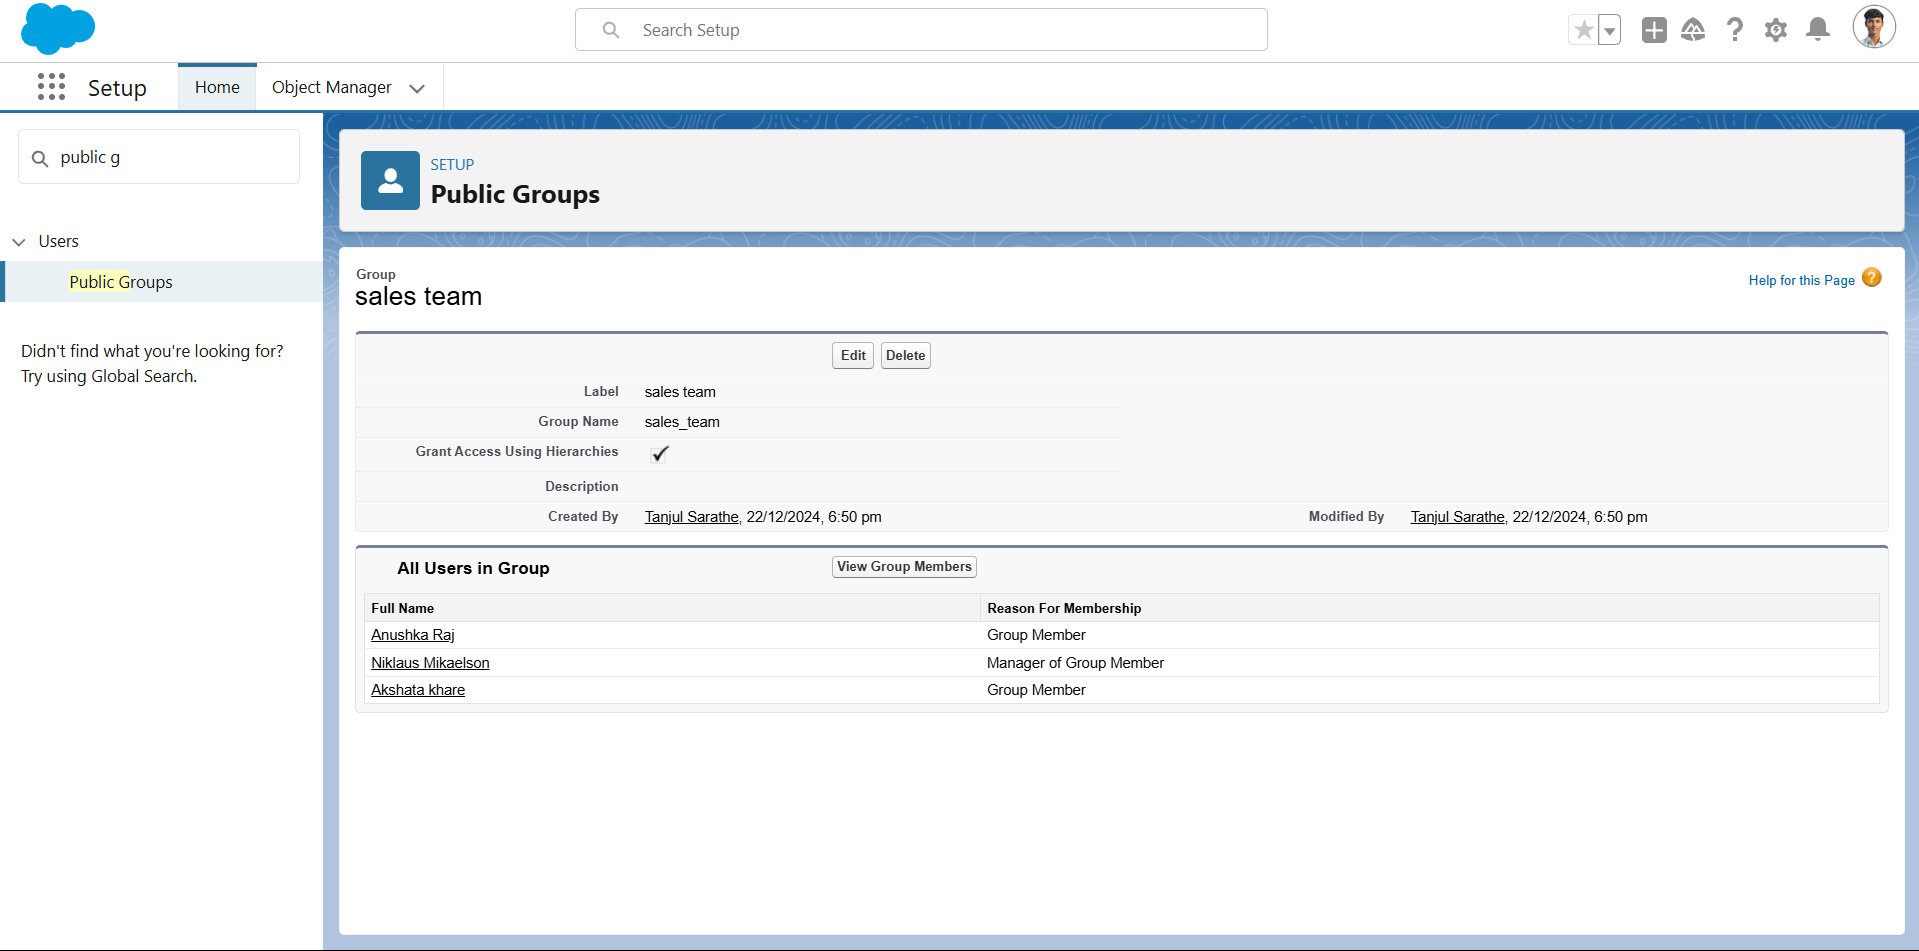 Search Setup
Setup
Home
Object Manager
public g
Users
Public Groups
Didn't find what you're looking for?
Try using Global Search.
SETUP
Public Groups
Group
sales team
Help for this Page
?
Edit
Delete
Label sales team
Group Name sales_team
Grant Access Using Hierarchies
Description
Created By Tanjul Sarathe, 22/12/2024, 6:50 pm Modified By Tanjul Sarathe, 22/12/2024, 6:50 pm
All Users in Group View Group Members
Full Name Reason For Membership
Anushka Raj Group Member
Niklaus Mikaelson Manager of Group Member
Akshata khare Group Member